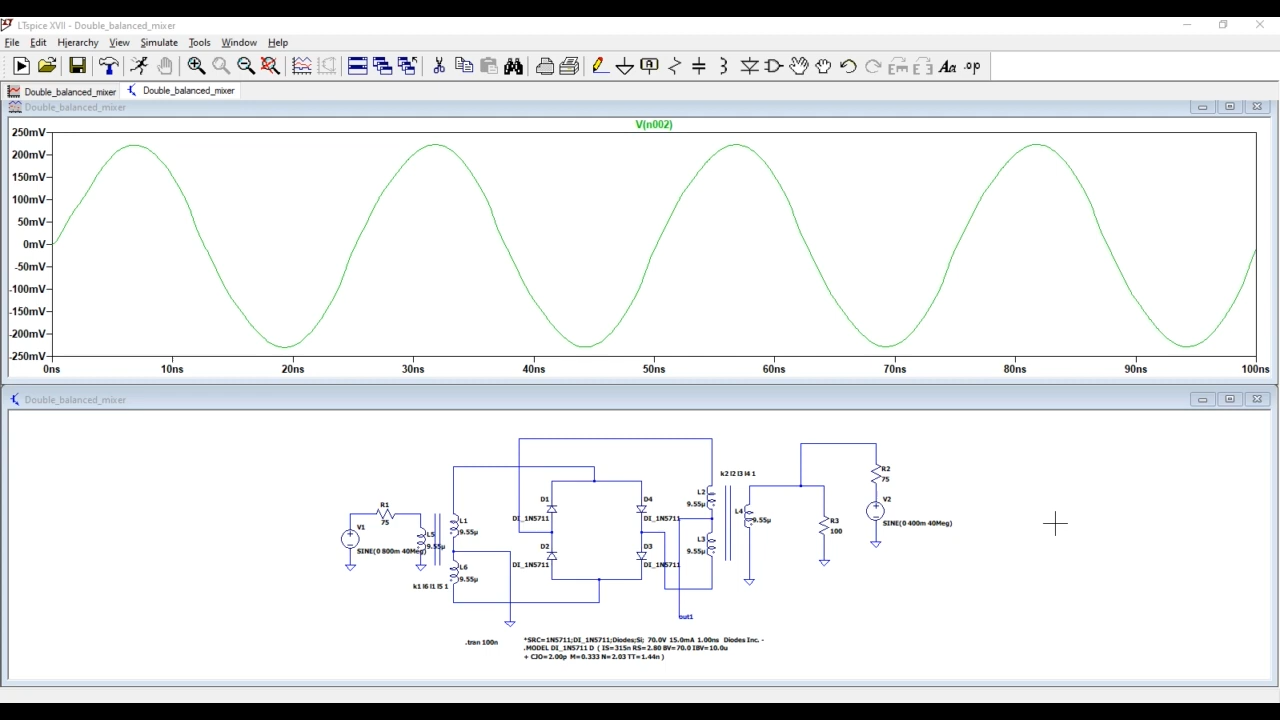 LTspice XVII - Double_balanced_mixer
File Edit Hierarchy View Simulate Tools Window Help
Double_balanced_mixer Double_balanced_mixer
Double_balanced_mixer
V(n002)
250mV
200mV
150mV
100mV
50mV
0mV
-50mV
-100mV
-150mV
-200mV
-250mV
0ns 10ns 20ns 30ns 40ns 50ns 60ns 70ns 80ns 90ns 100ns
Double_balanced_mixer
R1
75
V1
SINE(0 800m 40Meg)
L5
9.55µ
L1
9.55µ
L6
9.55µ
k1 l6 l1 l5 1
D1
DI_1N5711
D2
DI_1N5711
D4
DI_1N5711
D3
DI_1N5711
k2 l2 l3 l4 1
L2
9.55µ
L3
9.55µ
L4
9.55µ
R3
100
R2
75
V2
SINE(0 400m 40Meg)
out1
.tran 100n
*SRC=1N5711;DI_1N5711;Diodes;Si; 70.0V 15.0mA 1.00ns Diodes Inc. -
.MODEL DI_1N5711 D ( IS=315n RS=2.80 BV=70.0 IBV=10.0u
+ CJO=2.00p M=0.333 N=2.03 TT=1.44n )